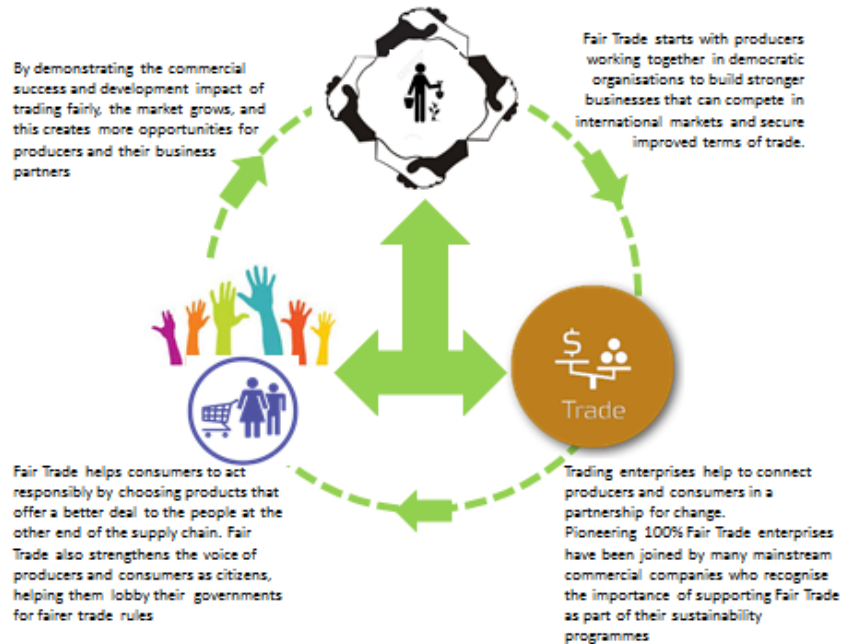 By demonstrating the commercial
success and development impact of
trading fairly, the market grows, and
this creates more opportunities for
producers and their business
partners
Fair Trade starts with producers
working together in democratic
organisations to build stronger
businesses that can compete in
international markets and secure
improved terms of trade.
$
Trade
Fair Trade helps consumers to act
responsibly by choosing products that
offer a better deal to the people at the
other end of the supply chain. Fair
Trade also strengthens the voice of
producers and consumers as citizens,
helping them lobby their governments
for fairer trade rules
Trading enterprises help to connect
producers and consumers in a
partnership for change.
Pioneering 100% Fair Trade enterprises
have been joined by many mainstream
commercial companies who recognise
the importance of supporting Fair Trade
as part of their sustainability
programmes